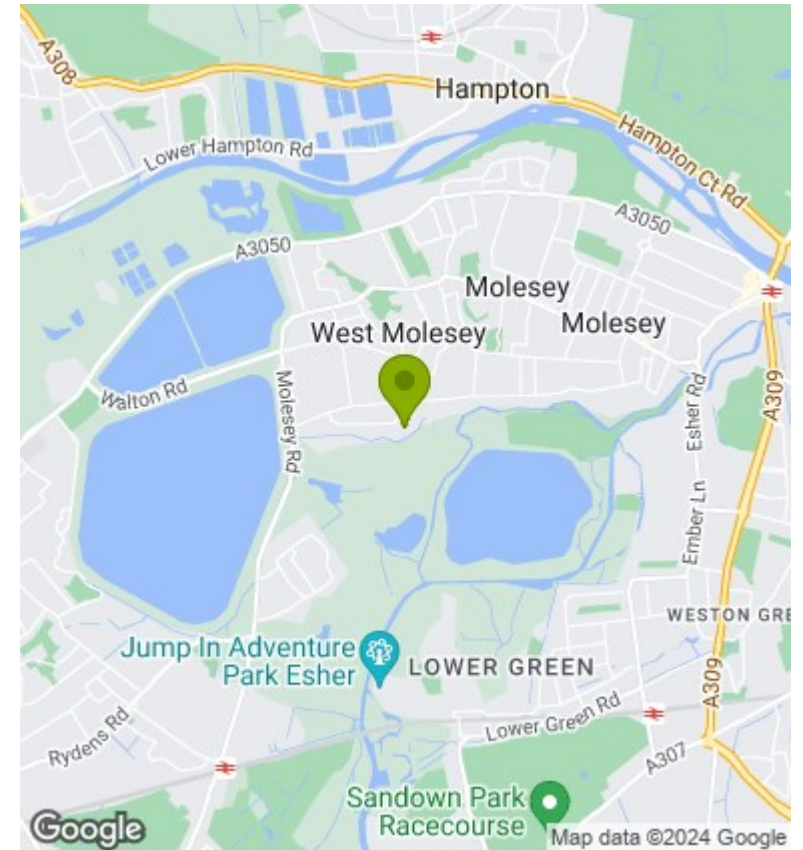 A308
Hampton
Lower Hampton Rd
Hampton Ct Rd
A3050
A3050
Molesey
West Molesey
Molesey
Walton Rd
Molesey Rd
Esher Rd
A309
Ember Ln
WESTON GRE
Jump In Adventure
Park Esher
LOWER GREEN
A309
Rydens Rd
Lower Green Rd
A307
Sandown Park
Racecourse
Google
Map data ©2024 Google